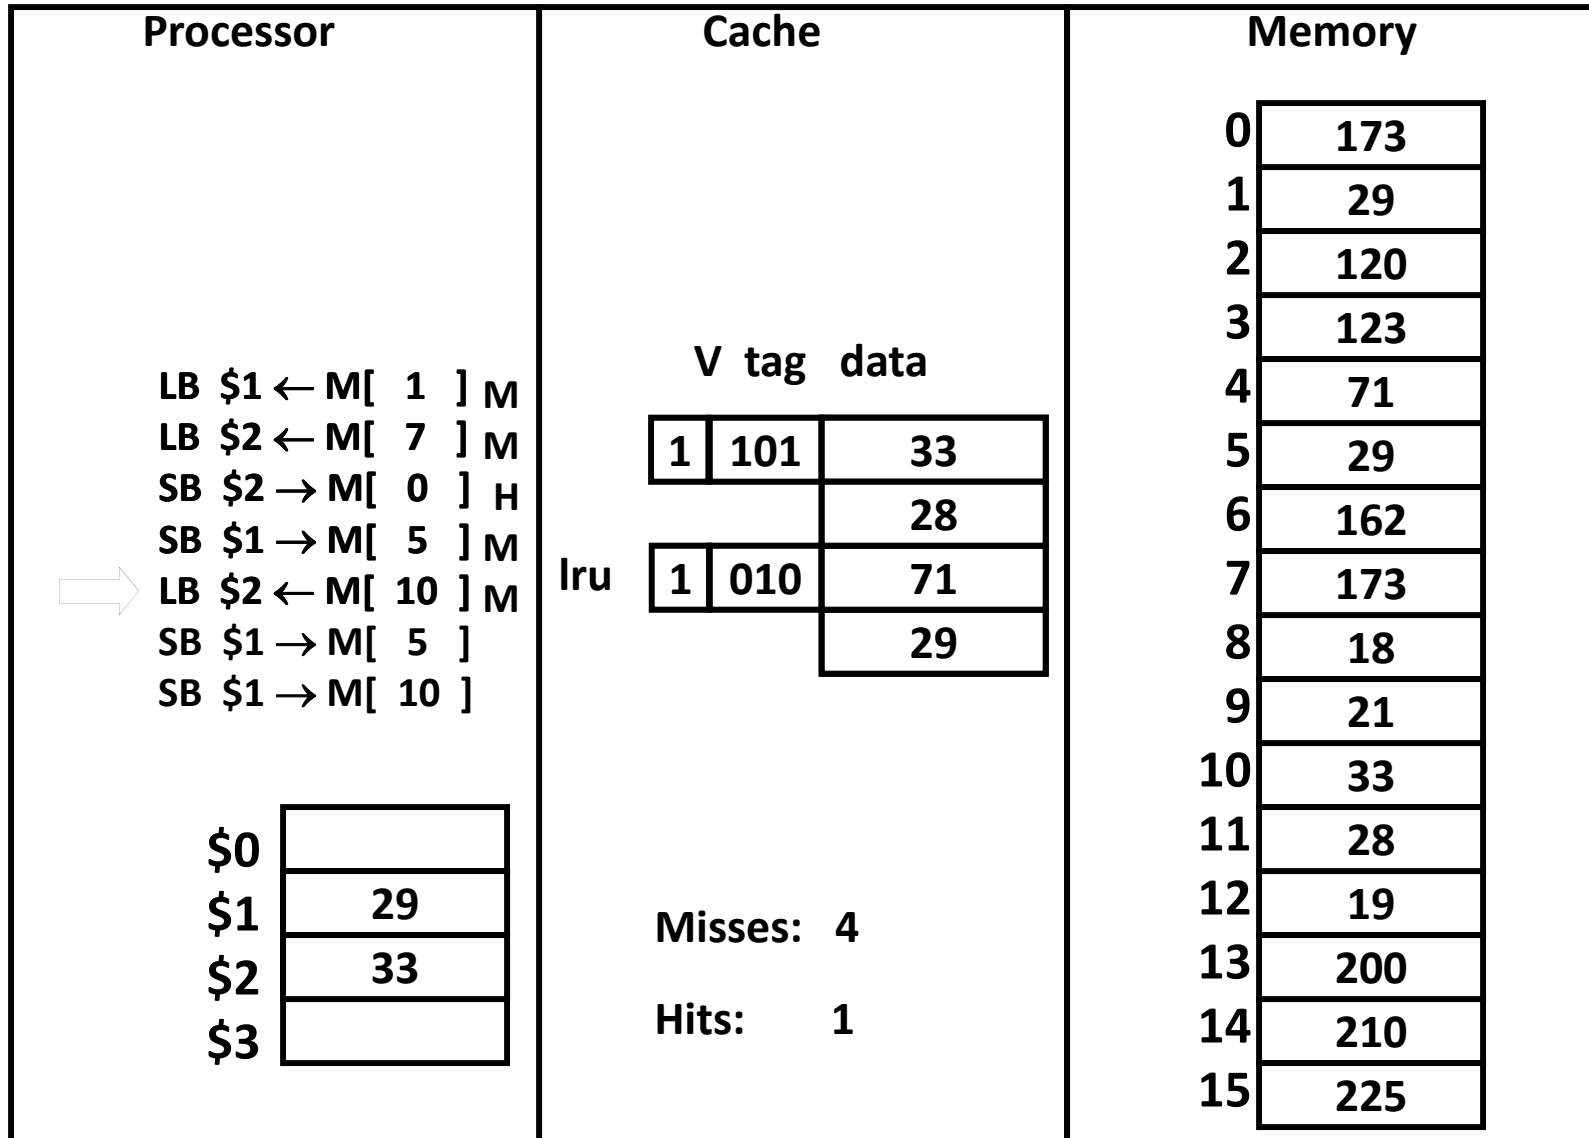 Processor
LB $1 ← M[ 1 ] M
LB $2 ← M[ 7 ] M
SB $2 → M[ 0 ] H
SB $1 → M[ 5 ] M
LB $2 ← M[ 10 ] M
SB $1 → M[ 5 ]
SB $1 → M[ 10 ]
$0
$1 29
$2 33
$3
Cache
V tag data
1 101 33
28
lru 1 010 71
29
Misses: 4
Hits: 1
Memory
0 173
1 29
2 120
3 123
4 71
5 29
6 162
7 173
8 18
9 21
10 33
11 28
12 19
13 200
14 210
15 225